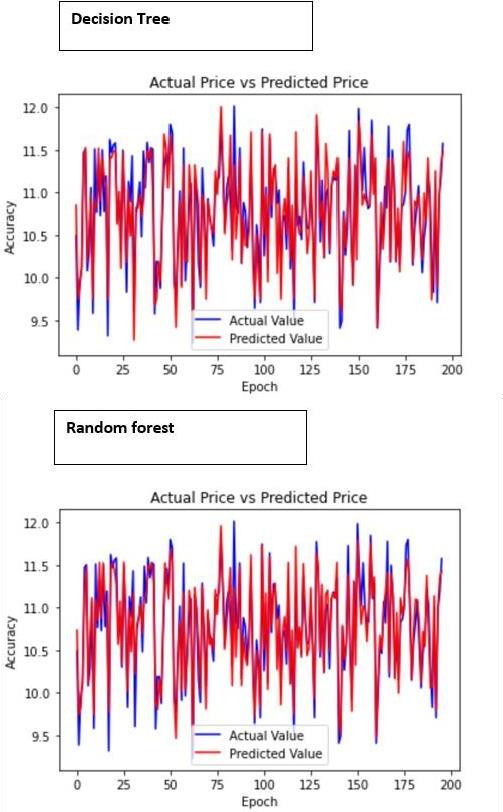 Decision Tree
Actual Price vs Predicted Price
12.0
11.5
11.0
10.5
10.0
9.5
Accuracy
Actual Value
Predicted Value
0 25 50 75 100 125 150 175 200
Epoch
Random forest
Actual Price vs Predicted Price
12.0
11.5
11.0
10.5
10.0
9.5
Accuracy
Actual Value
Predicted Value
0 25 50 75 100 125 150 175 200
Epoch